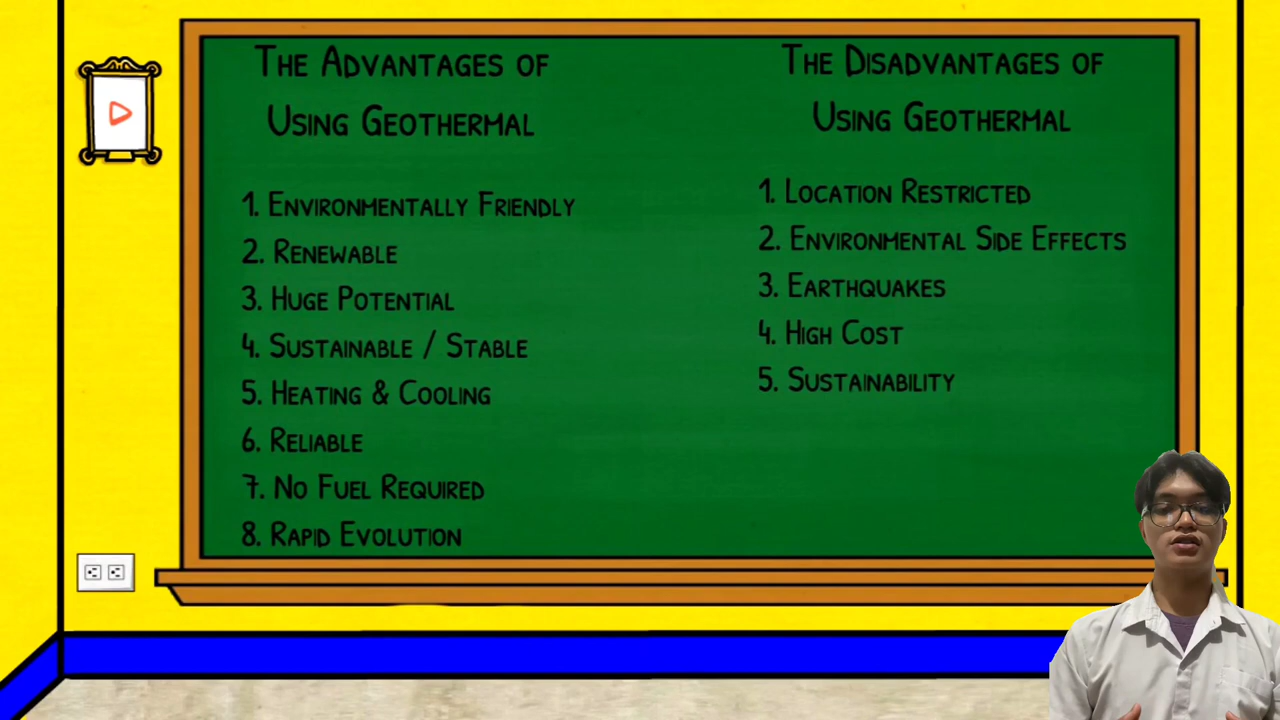 The Advantages of
Using Geothermal
1. Environmentally Friendly
2. Renewable
3. Huge Potential
4. Sustainable / Stable
5. Heating & Cooling
6. Reliable
7. No Fuel Required
8. Rapid Evolution
The Disadvantages of
Using Geothermal
1. Location Restricted
2. Environmental Side Effects
3. Earthquakes
4. High Cost
5. Sustainability